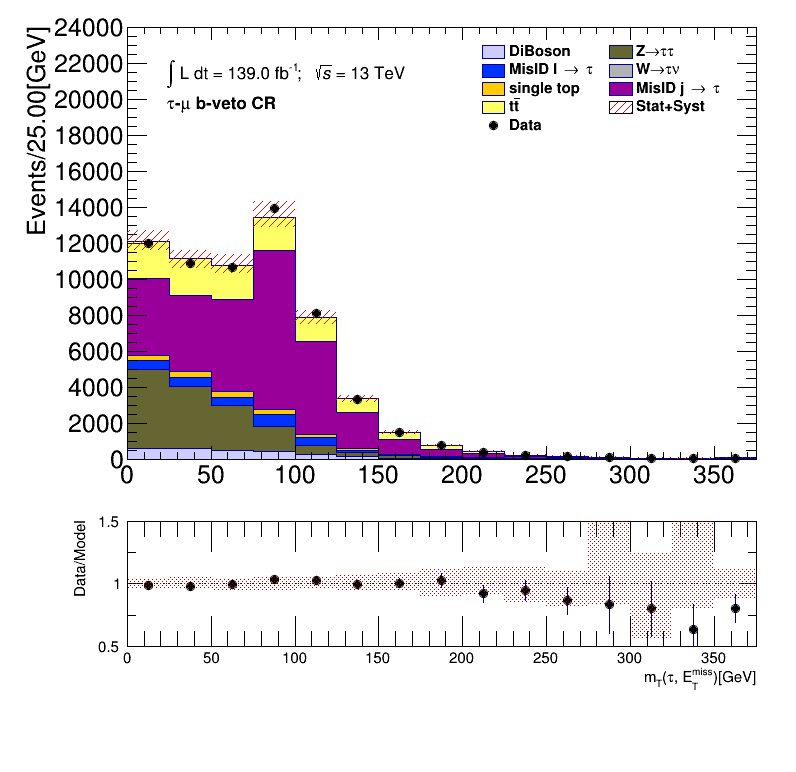 Events/25.00[GeV]
24000
22000
20000
18000
16000
14000
12000
10000
8000
6000
4000
2000
0
∫ L dt = 139.0 fb⁻¹; √s = 13 TeV
τ-μ b-veto CR
DiBoson
MisID l → τ
single top
tt̄
Data
Z→ττ
W→τν
MisID j → τ
Stat+Syst
0 50 100 150 200 250 300 350
Data/Model
1.5
1
0.5
0 50 100 150 200 250 300 350
m_T(τ, E_T^miss)[GeV]